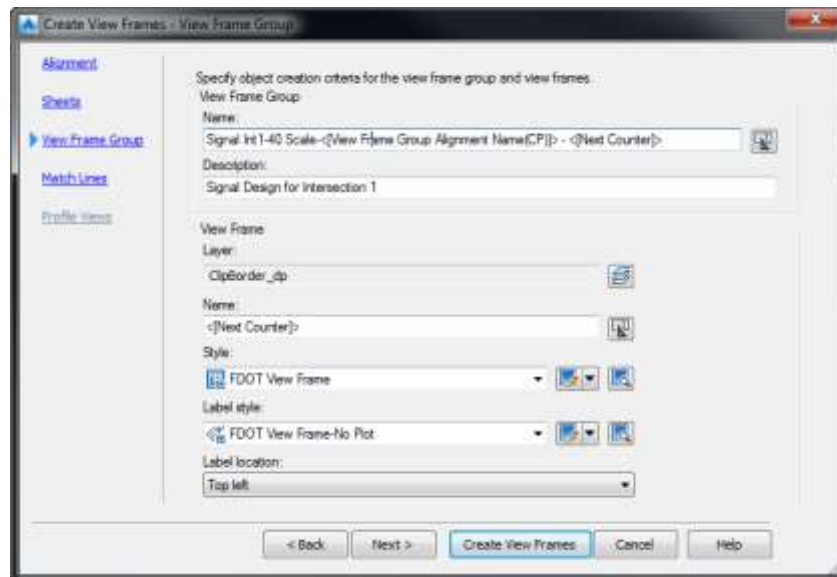 Create View Frames - View Frame Group
Alignment
Sheets
View Frame Group
Match Lines
Profile Views
Specify object creation criteria for the view frame group and view frames.
View Frame Group
Name:
Signal Int1-40 Scale-<[View Frame Group Alignment Name(CP)]> - <[Next Counter]>
Description:
Signal Design for Intersection 1
View Frame
Layer:
ClipBorder_dp
Name:
<[Next Counter]>
Style:
FDOT View Frame
Label style:
FDOT View Frame-No Plot
Label location:
Top left
< Back Next > Create View Frames Cancel Help